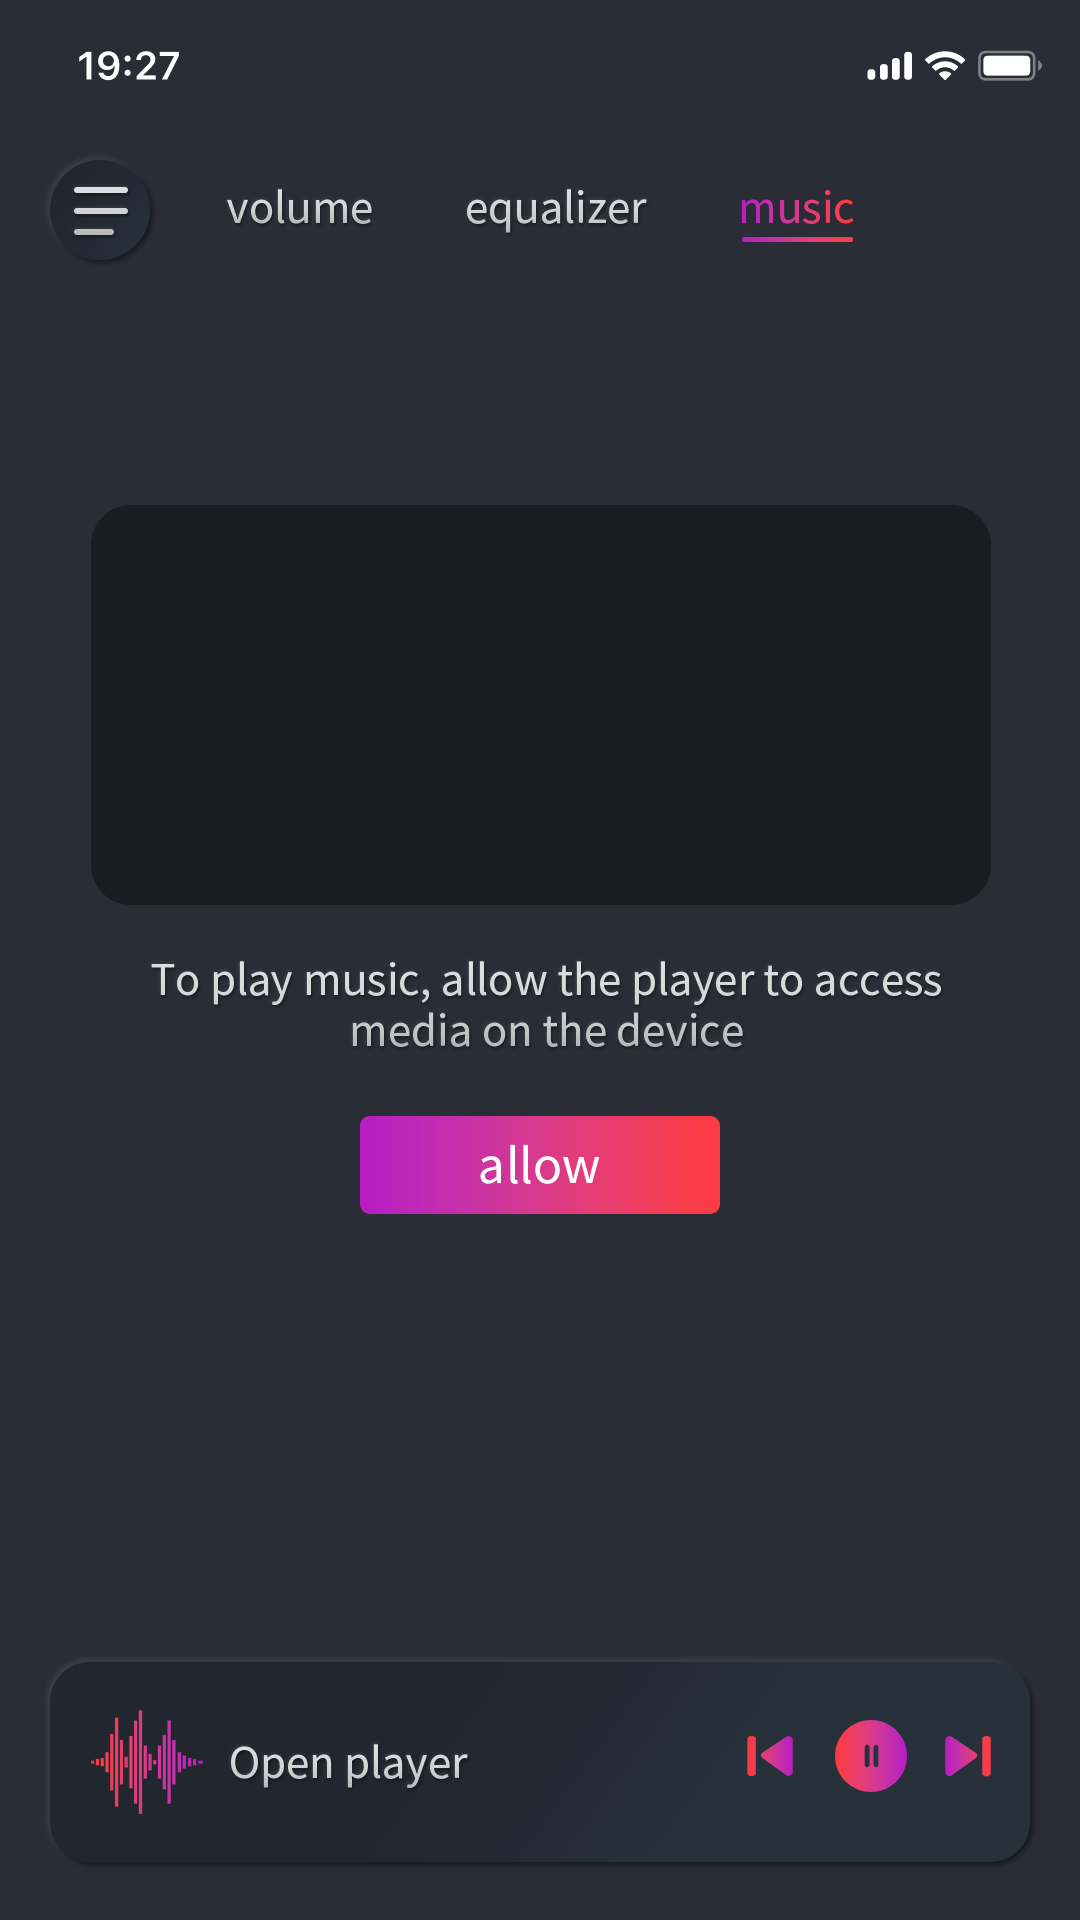 19:27
volume equalizer music
To play music, allow the player to access
media on the device
allow
Open player